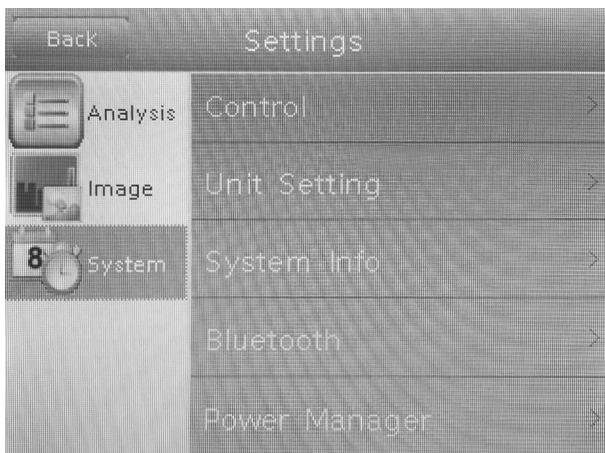 Back
Settings
Analysis
Control
Image
Unit Setting
8
System
System Info
Bluetooth
Power Manager